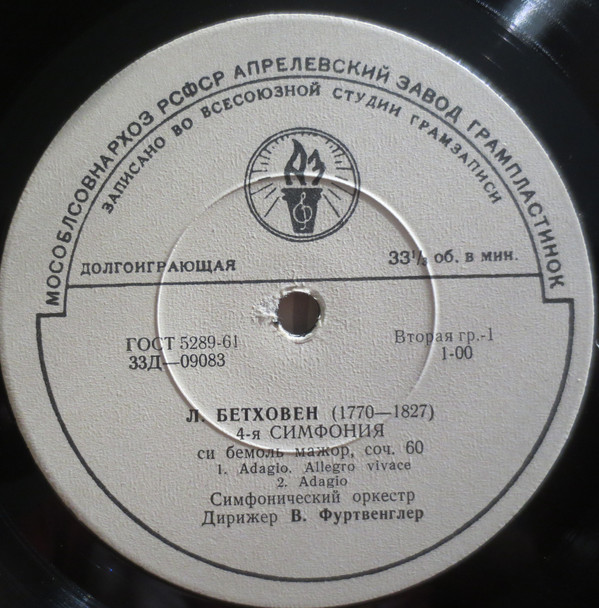 МОСОБЛСОВНАРХОЗ РСФСР АПРЕЛЕВСКИЙ ЗАВОД ГРАМПЛАСТИНОК
ЗАПИСАНО ВО ВСЕСОЮЗНОЙ СТУДИИ ГРАМЗАПИСИ
АЗ
ДОЛГОИГРАЮЩАЯ 33⅓ об. в мин.
ГОСТ 5289-61 Вторая гр.-1
33Д—09083 1-00
Л. БЕТХОВЕН (1770—1827)
4-я СИМФОНИЯ
си бемоль мажор, соч. 60
1. Adagio. Allegro vivace
2. Adagio
Симфонический оркестр
Дирижер В. Фуртвенглер